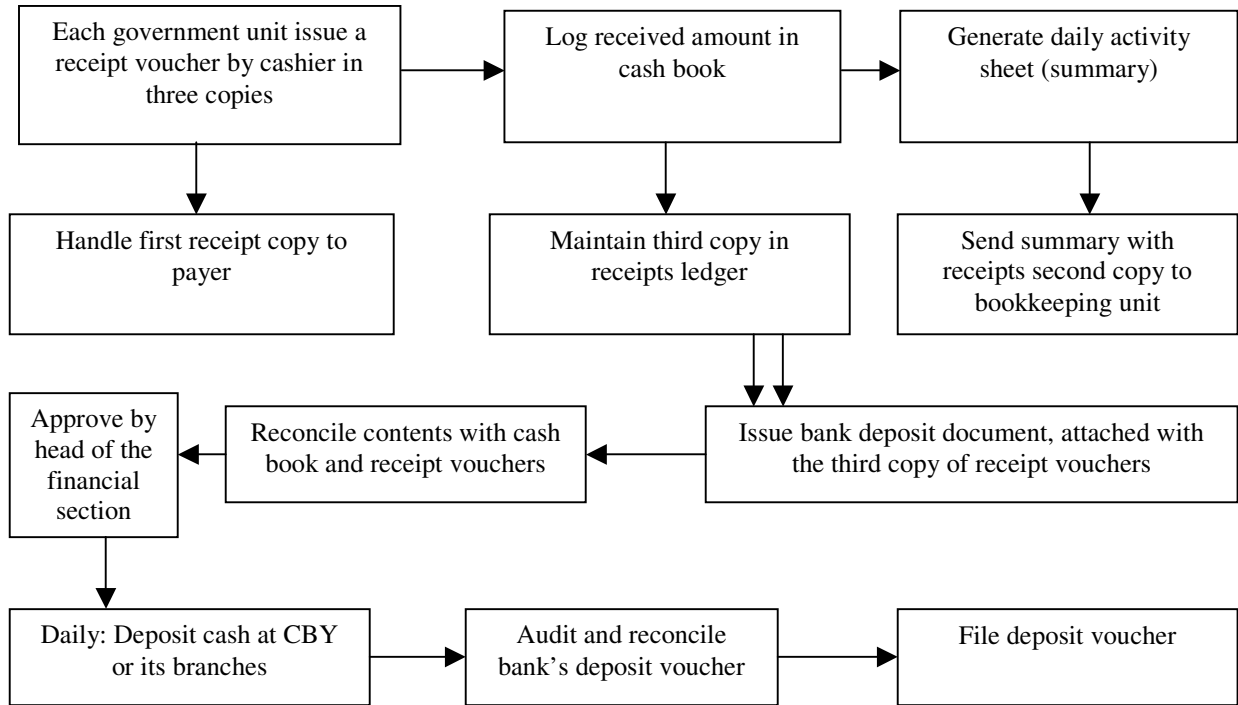 Each government unit issue a
receipt voucher by cashier in
three copies
Log received amount in
cash book
Generate daily activity
sheet (summary)
Handle first receipt copy to
payer
Maintain third copy in
receipts ledger
Send summary with
receipts second copy to
bookkeeping unit
Approve by
head of the
financial
section
Reconcile contents with cash
book and receipt vouchers
Issue bank deposit document, attached with
the third copy of receipt vouchers
Daily: Deposit cash at CBY
or its branches
Audit and reconcile
bank’s deposit voucher
File deposit voucher